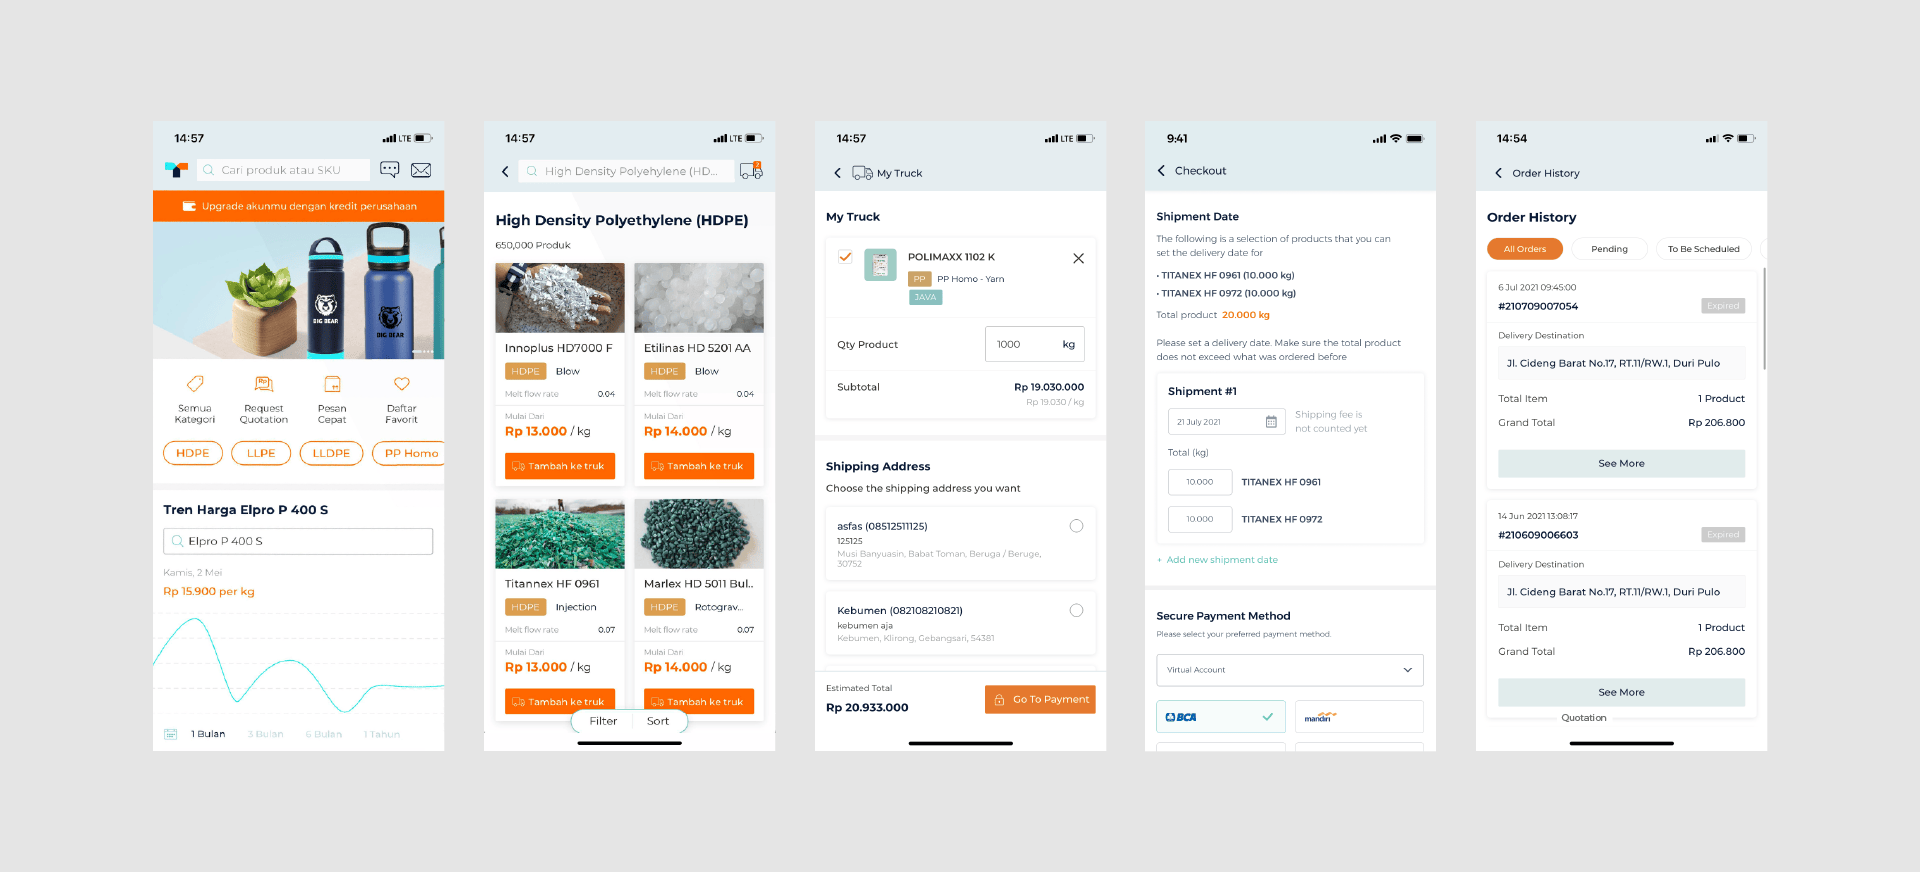 14:57
LTE
Cari produk atau SKU
Upgrade akunmu dengan kredit perusahaan
BIG BEAR
BIG BEAR
Semua Kategori
Request Quotation
Pesan Cepat
Daftar Favorit
HDPE
LLPE
LLDPE
PP Homo
Tren Harga Elpro P 400 S
Elpro P 400 S
Kamis, 2 Mei
Rp 15.900 per kg
1 Bulan
3 Bulan
6 Bulan
1 Tahun
14:57
LTE
High Density Polyehylene (HD...
2
High Density Polyethylene (HDPE)
650,000 Produk
Innoplus HD7000 F
HDPE
Blow
Melt flow rate
0.04
Mulai Dari
Rp 13.000 / kg
Tambah ke truk
Etilinas HD 5201 AA
HDPE
Blow
Melt flow rate
0.04
Mulai Dari
Rp 14.000 / kg
Tambah ke truk
Titannex HF 0961
HDPE
Injection
Melt flow rate
0.07
Mulai Dari
Rp 13.000 / kg
Tambah ke truk
Marlex HD 5011 Bul..
HDPE
Rotograv...
Melt flow rate
0.07
Mulai Dari
Rp 14.000 / kg
Tambah ke truk
Filter
Sort
14:57
LTE
My Truck
My Truck
POLIMAXX 1102 K
PP
PP Homo - Yarn
JAVA
Qty Product
1000
kg
Subtotal
Rp 19.030.000
Rp 19.030 / kg
Shipping Address
Choose the shipping address you want
asfas (08512511125)
125125
Musi Banyuasin, Babat Toman, Beruga / Beruge,
30752
Kebumen (082108210821)
kebumen aja
Kebumen, Klirong, Gebangsari, 54381
Estimated Total
Rp 20.933.000
Go To Payment
9:41
Checkout
Shipment Date
The following is a selection of products that you can
set the delivery date for
• TITANEX HF 0961 (10.000 kg)
• TITANEX HF 0972 (10.000 kg)
Total product 20.000 kg
Please set a delivery date. Make sure the total product
does not exceed what was ordered before
Shipment #1
21 July 2021
Shipping fee is
not counted yet
Total (kg)
10.000
TITANEX HF 0961
10.000
TITANEX HF 0972
+ Add new shipment date
Secure Payment Method
Please select your preferred payment method.
Virtual Account
BCA
mandiri
14:54
Order History
Order History
All Orders
Pending
To Be Scheduled
6 Jul 2021 09:45:00
#210709007054
Expired
Delivery Destination
Jl. Cideng Barat No.17, RT.11/RW.1, Duri Pulo
Total Item
1 Product
Grand Total
Rp 206.800
See More
14 Jun 2021 13:08:17
#210609006603
Expired
Delivery Destination
Jl. Cideng Barat No.17, RT.11/RW.1, Duri Pulo
Total Item
1 Product
Grand Total
Rp 206.800
See More
Quotation